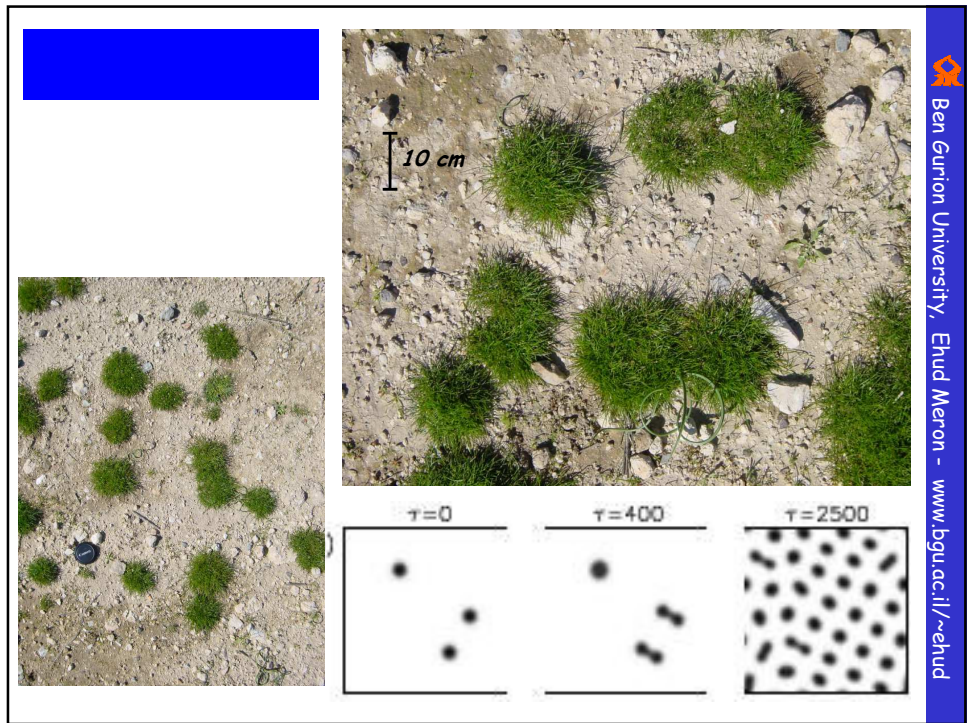 10 cm
τ=0
τ=400
τ=2500
)
Ben Gurion University, Ehud Meron - www.bgu.ac.il/~ehud